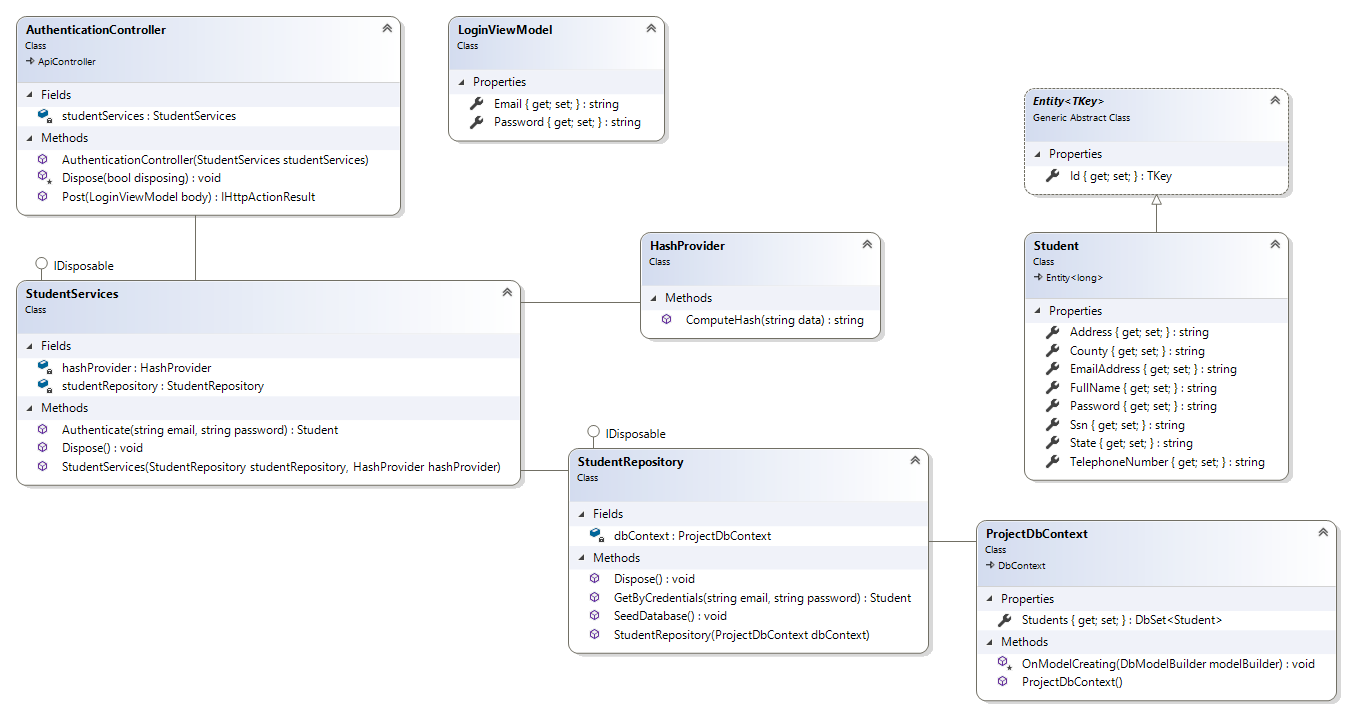 AuthenticationController
Class
ApiController
Fields
studentServices : StudentServices
Methods
AuthenticationController(StudentServices studentServices)
Dispose(bool disposing) : void
Post(LoginViewModel body) : IHttpActionResult
LoginViewModel
Class
Properties
Email { get; set; } : string
Password { get; set; } : string
Entity<TKey>
Generic Abstract Class
Properties
Id { get; set; } : TKey
IDisposable
StudentServices
Class
Fields
hashProvider : HashProvider
studentRepository : StudentRepository
Methods
Authenticate(string email, string password) : Student
Dispose() : void
StudentServices(StudentRepository studentRepository, HashProvider hashProvider)
HashProvider
Class
Methods
ComputeHash(string data) : string
Student
Class
Entity<long>
Properties
Address { get; set; } : string
County { get; set; } : string
EmailAddress { get; set; } : string
FullName { get; set; } : string
Password { get; set; } : string
Ssn { get; set; } : string
State { get; set; } : string
TelephoneNumber { get; set; } : string
IDisposable
StudentRepository
Class
Fields
dbContext : ProjectDbContext
Methods
Dispose() : void
GetByCredentials(string email, string password) : Student
SeedDatabase() : void
StudentRepository(ProjectDbContext dbContext)
ProjectDbContext
Class
DbContext
Properties
Students { get; set; } : DbSet<Student>
Methods
OnModelCreating(DbModelBuilder modelBuilder) : void
ProjectDbContext()